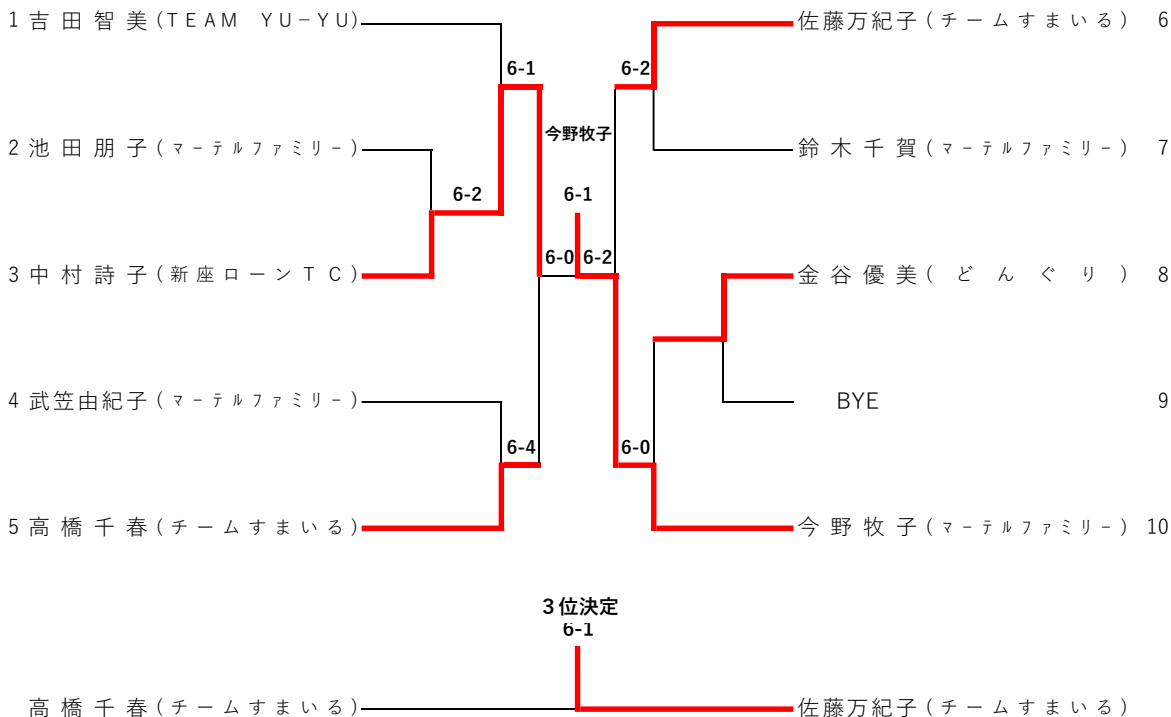 1 吉田智美(TEAM YU－YU)
佐藤万紀子(チームすまいる) 6
6-1
6-2
今野牧子
2 池田朋子(マーテルファミリー)
鈴木千賀(マーテルファミリー) 7
6-2
6-1
6-0
6-2
3 中村詩子(新座ローンTC)
金谷優美(どんぐり) 8
4 武笠由紀子(マーテルファミリー)
BYE 9
6-4
6-0
5 高橋千春(チームすまいる)
今野牧子(マーテルファミリー) 10
3位決定
6-1
高橋千春(チームすまいる)
佐藤万紀子(チームすまいる)